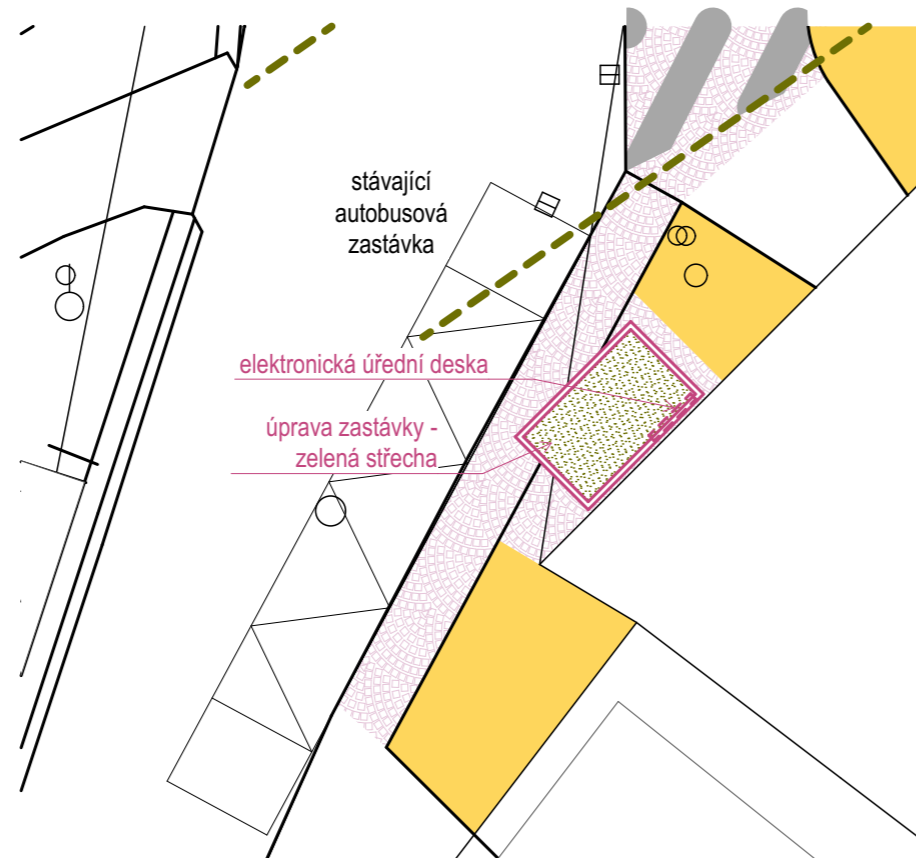 stávající
autobusová
zastávka
elektronická úřední deska
úprava zastávky -
zelená střecha